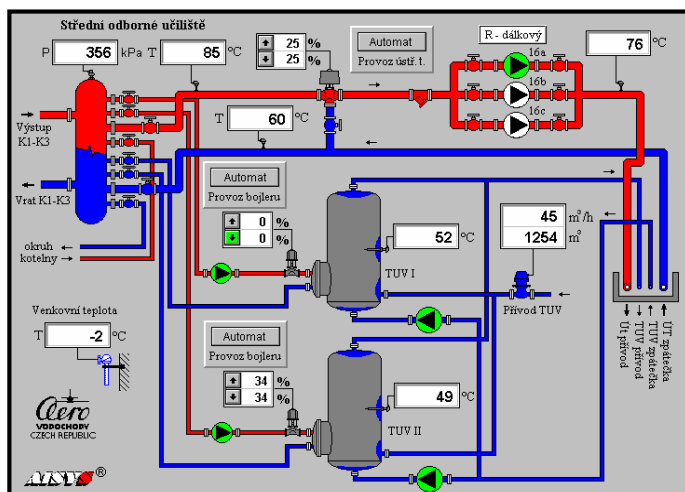 Střední odborné učiliště
P 356 kPa T 85 °C
25 %
25 %
Automat
Provoz ústř. t.
R - dálkový
16a
16b
16c
76 °C
Výstup
K1-K3
T 60 °C
Vrat K1-K3
Automat
Provoz bojleru
0 %
0 %
52 °C
TUV I
45 m³/h
1254 m³
Přívod TUV
okruh
kotelny
Venkovní teplota
T -2 °C
Automat
Provoz bojleru
34 %
34 %
49 °C
TUV II
Út přívod
TUV přívod
TUV zpátečka
ÚT zpátečka
Aero
VODOCHODY
CZECH REPUBLIC
®